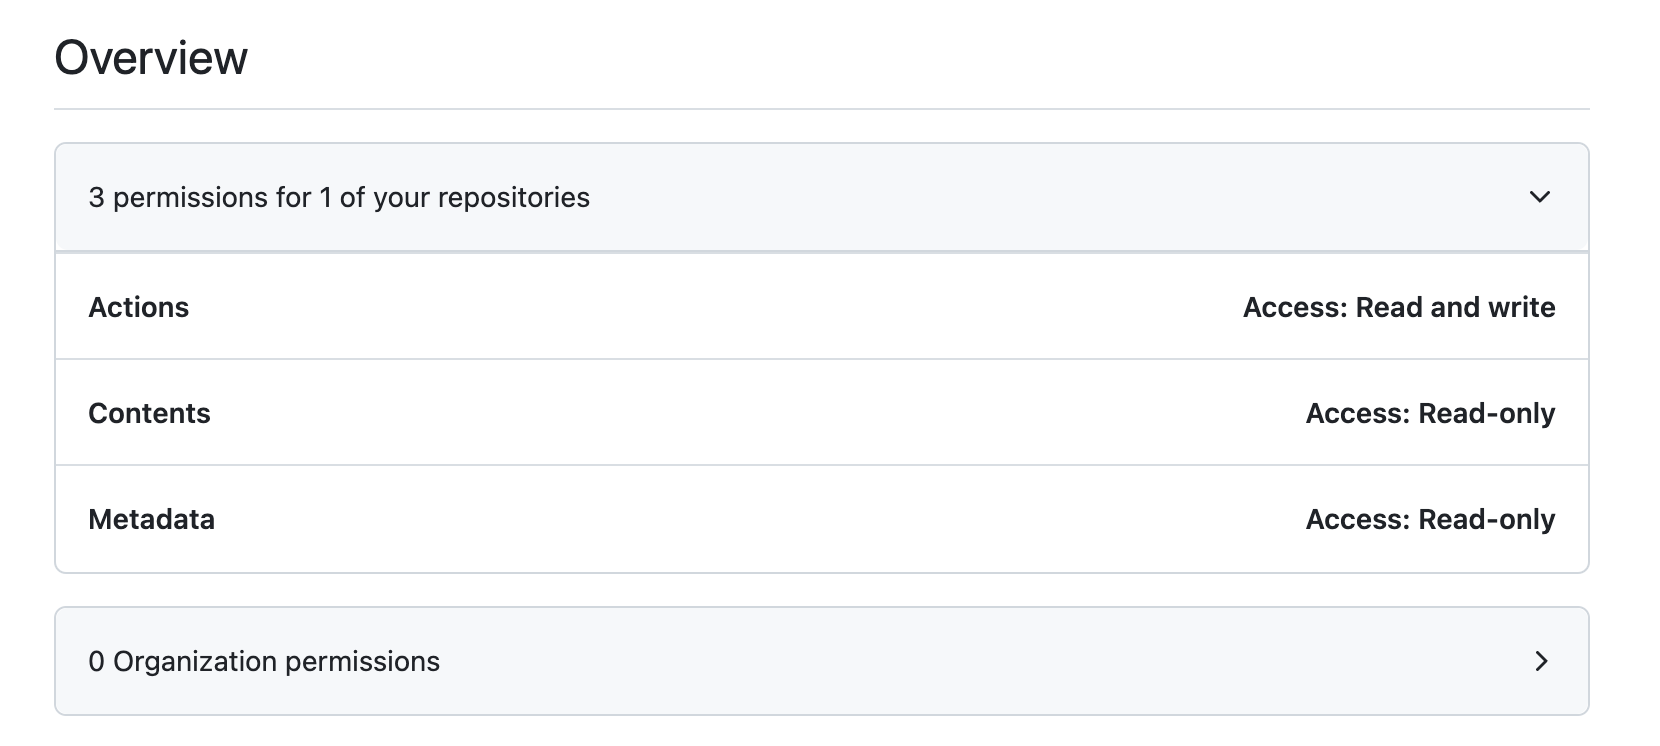 Overview
3 permissions for 1 of your repositories
Actions Access: Read and write
Contents Access: Read-only
Metadata Access: Read-only
0 Organization permissions